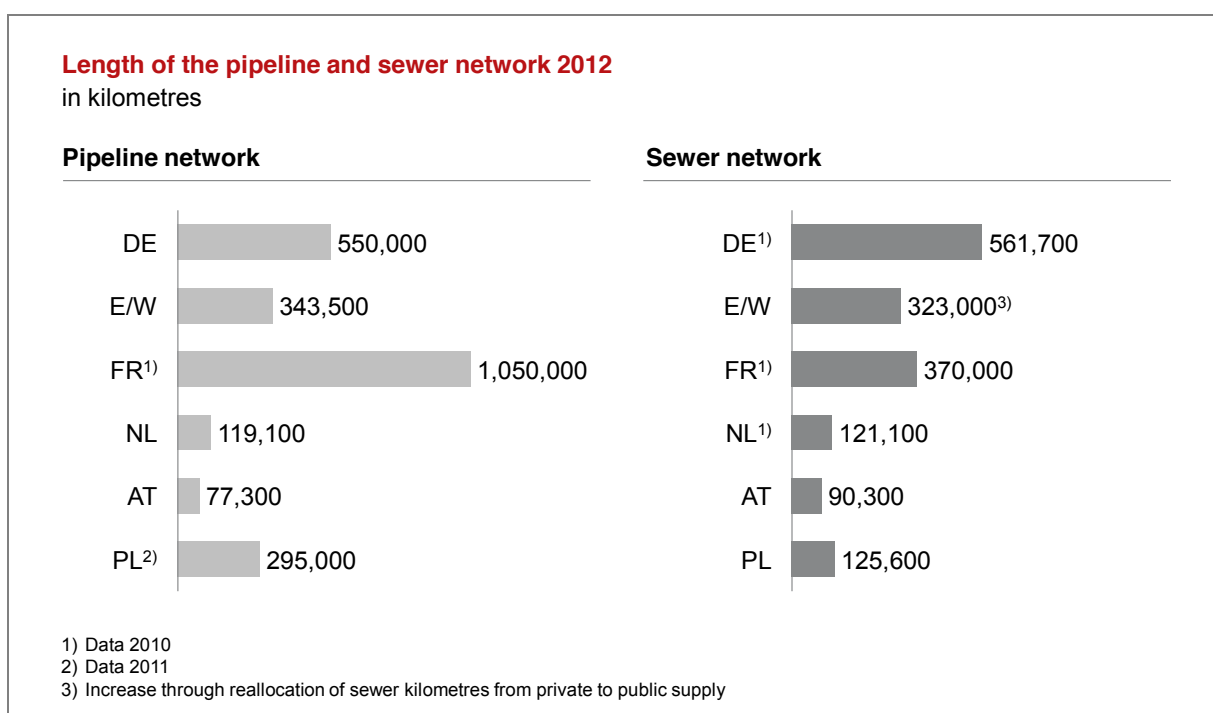 Length of the pipeline and sewer network 2012
in kilometres
Pipeline network
DE 550,000
E/W 343,500
FR1) 1,050,000
NL 119,100
AT 77,300
PL2) 295,000
Sewer network
DE1) 561,700
E/W 323,0003)
FR1) 370,000
NL1) 121,100
AT 90,300
PL 125,600
1) Data 2010
2) Data 2011
3) Increase through reallocation of sewer kilometres from private to public supply